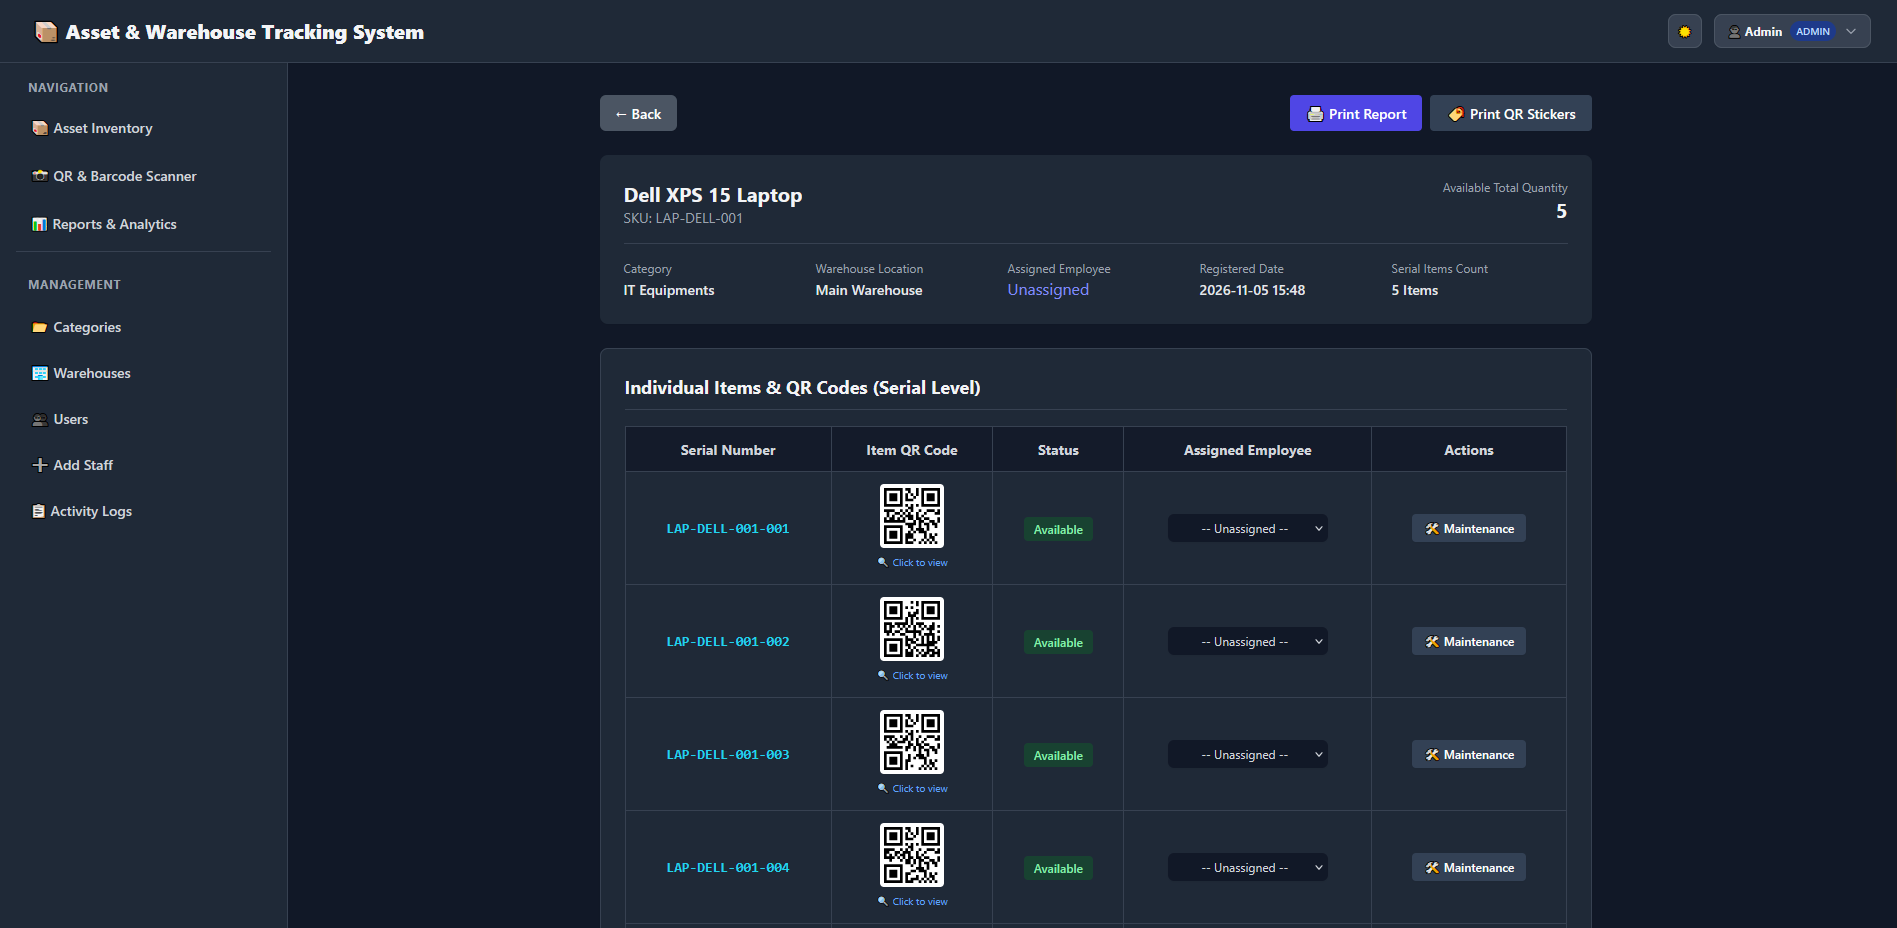 Asset & Warehouse Tracking System
Admin ADMIN
NAVIGATION
Asset Inventory
QR & Barcode Scanner
Reports & Analytics
MANAGEMENT
Categories
Warehouses
Users
Add Staff
Activity Logs
← Back
Print Report
Print QR Stickers
Dell XPS 15 Laptop
SKU: LAP-DELL-001
Available Total Quantity
5
Category
IT Equipments
Warehouse Location
Main Warehouse
Assigned Employee
Unassigned
Registered Date
2026-11-05 15:48
Serial Items Count
5 Items
Individual Items & QR Codes (Serial Level)
Serial Number Item QR Code Status Assigned Employee Actions
LAP-DELL-001-001 Available -- Unassigned -- Maintenance
Click to view
LAP-DELL-001-002 Available -- Unassigned -- Maintenance
Click to view
LAP-DELL-001-003 Available -- Unassigned -- Maintenance
Click to view
LAP-DELL-001-004 Available -- Unassigned -- Maintenance
Click to view